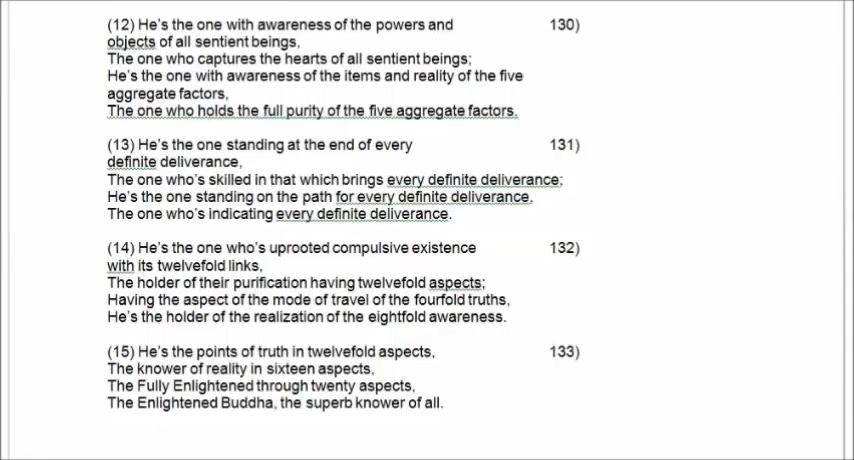 (12) He's the one with awareness of the powers and 130)
objects of all sentient beings,
The one who captures the hearts of all sentient beings;
He's the one with awareness of the items and reality of the five
aggregate factors,
The one who holds the full purity of the five aggregate factors.
(13) He's the one standing at the end of every 131)
definite deliverance,
The one who's skilled in that which brings every definite deliverance;
He's the one standing on the path for every definite deliverance,
The one who's indicating every definite deliverance.
(14) He's the one who's uprooted compulsive existence 132)
with its twelvefold links,
The holder of their purification having twelvefold aspects;
Having the aspect of the mode of travel of the fourfold truths,
He's the holder of the realization of the eightfold awareness.
(15) He's the points of truth in twelvefold aspects, 133)
The knower of reality in sixteen aspects,
The Fully Enlightened through twenty aspects,
The Enlightened Buddha, the superb knower of all.